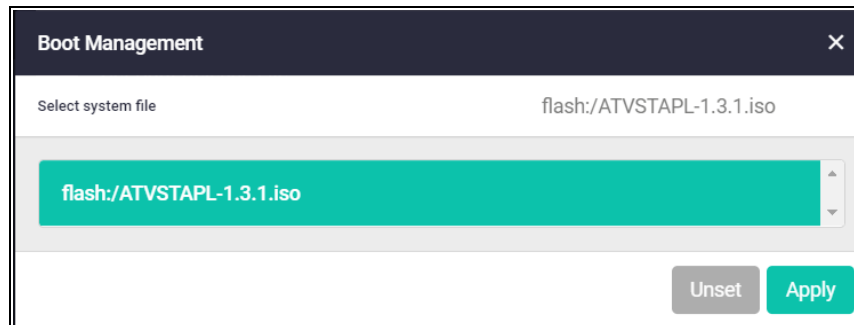 Boot Management
Select system file flash:/ATVSTAPL-1.3.1.iso
flash:/ATVSTAPL-1.3.1.iso
Unset Apply